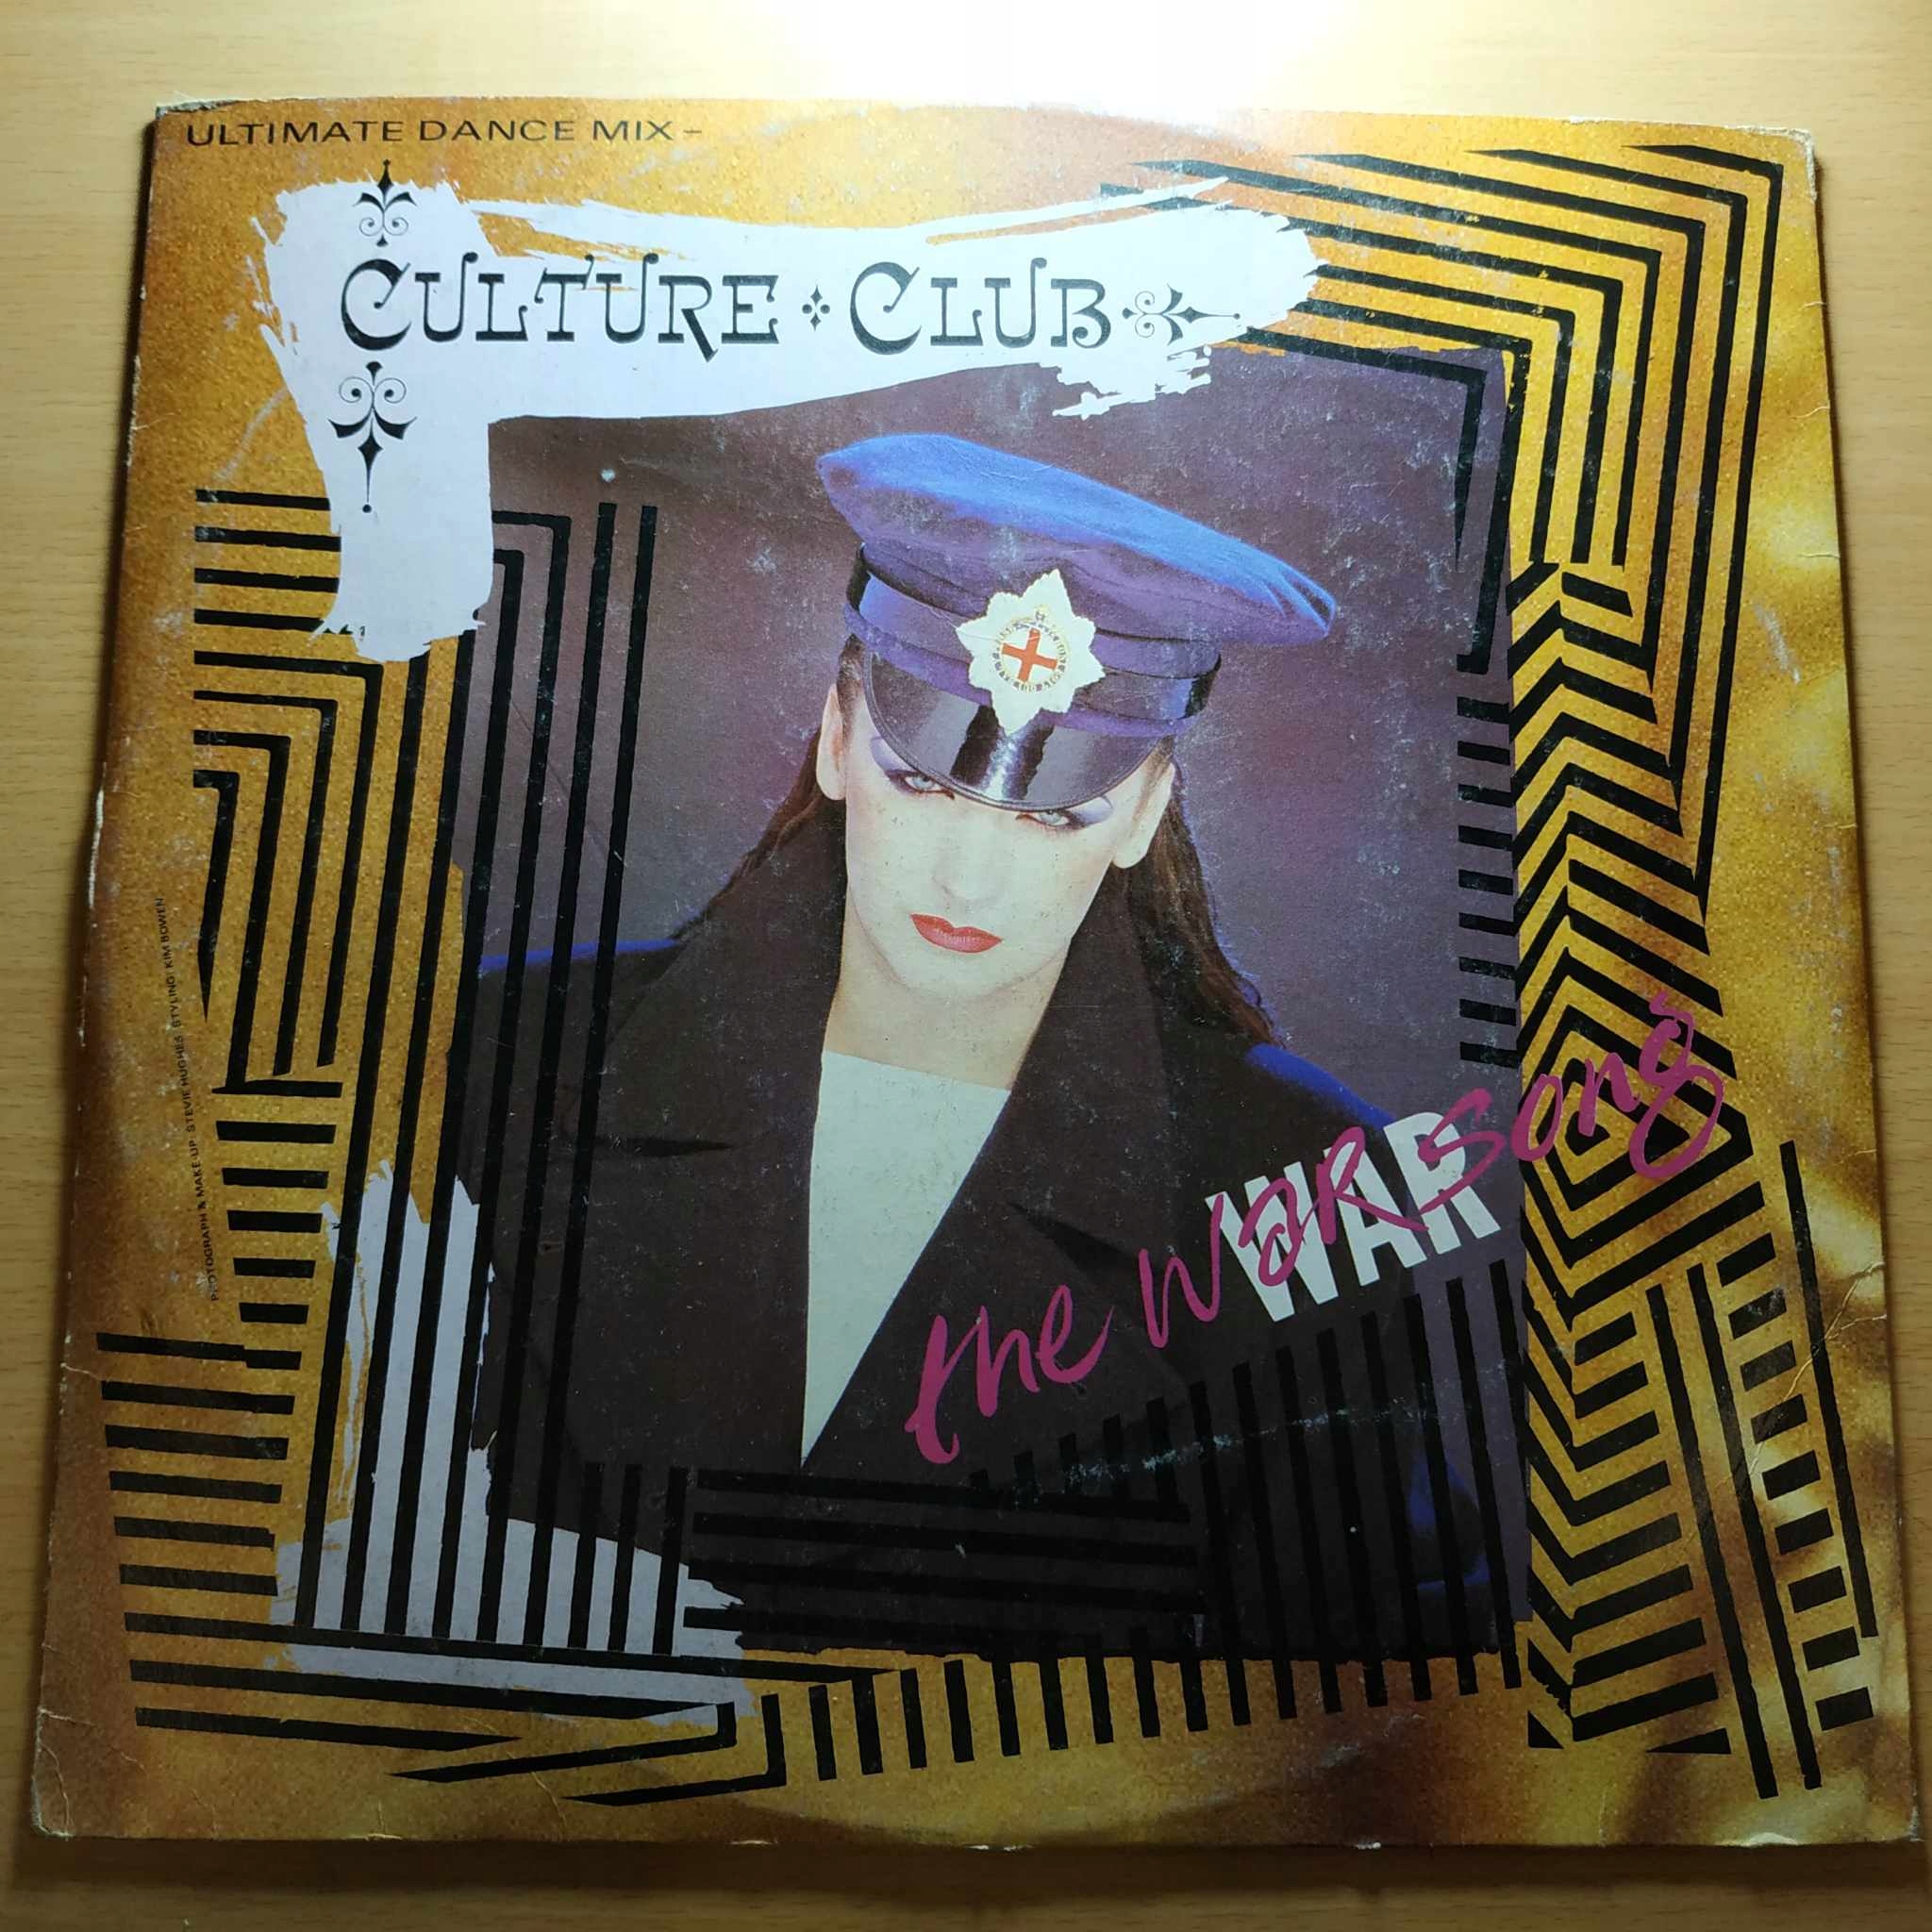 ULTIMATE DANCE MIX –
CULTURE CLUB
WAR
the war song
PHOTOGRAPH & MAKE-UP: STEVIE HUGHES STYLING: KIM BOWEN